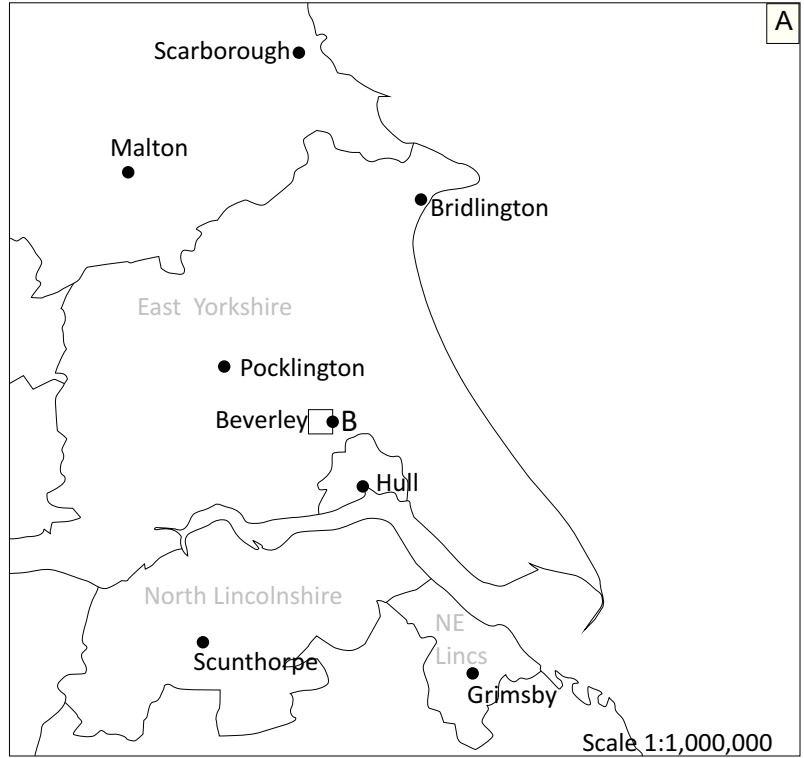 A
Scarborough
Malton
Bridlington
East Yorkshire
Pocklington
Beverley
B
Hull
North Lincolnshire
NE
Lincs
Scunthorpe
Grimsby
Scale 1:1,000,000